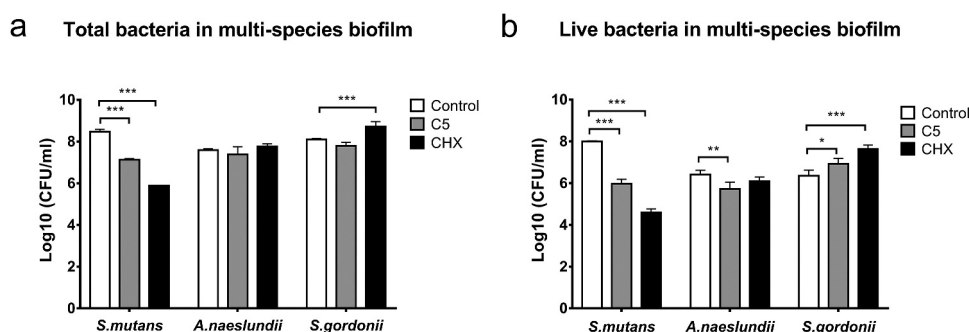 a
Total bacteria in multi-species biofilm
Log10 (CFU/ml)
10
8
6
4
2
0
***
***
***
Control
C5
CHX
S.mutans
A.naeslundii
S.gordonii
b
Live bacteria in multi-species biofilm
Log10 (CFU/ml)
10
8
6
4
2
0
***
***
**
***
*
Control
C5
CHX
S.mutans
A.naeslundii
S.gordonii